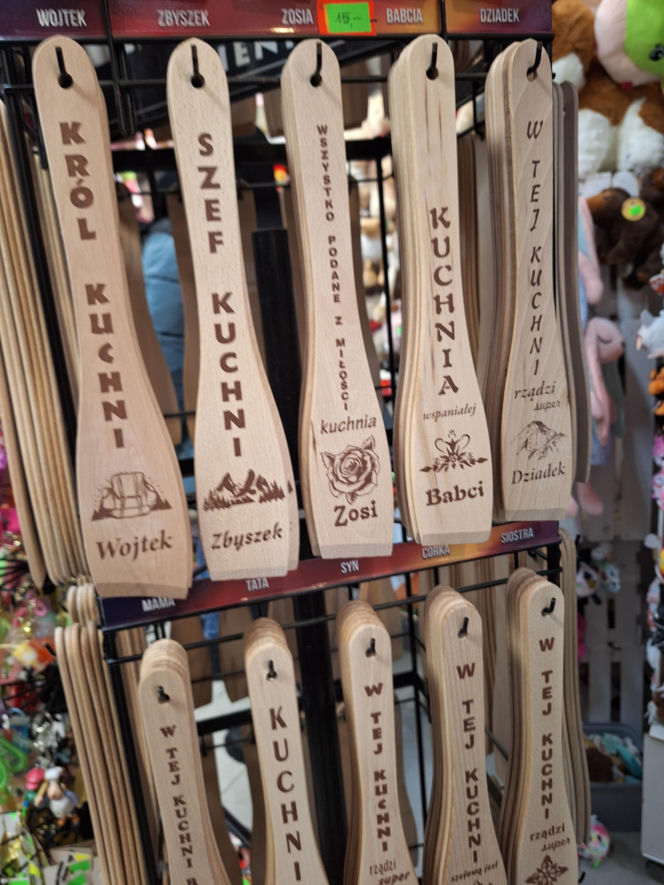 WOJTEK
ZBYSZEK
ZOSIA
15,-
BABCIA
DZIADEK
KRÓL KUCHNI
Wojtek
SZEF KUCHNI
Zbyszek
WSZYSTKO PODANE Z MIŁOŚCI
kuchnia
Zosi
KUCHNIA
wspaniałej
Babci
W TEJ KUCHNI
rządzi
super
Dziadek
MAMA
TATA
SYN
CÓRKA
SIOSTRA
W TEJ KUCHNI
KUCHNI
W TEJ KUCHNI
rządzi
super
W TEJ KUCHNI
szefową jest
W TEJ KUCHNI
rządzi
super